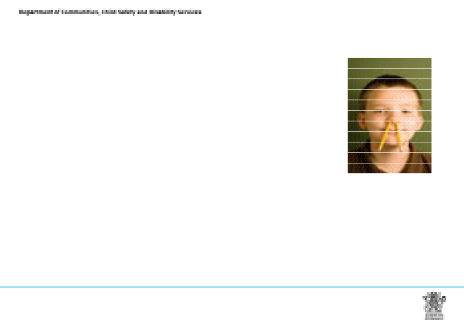 Department of Communities, Child Safety and Disability Services